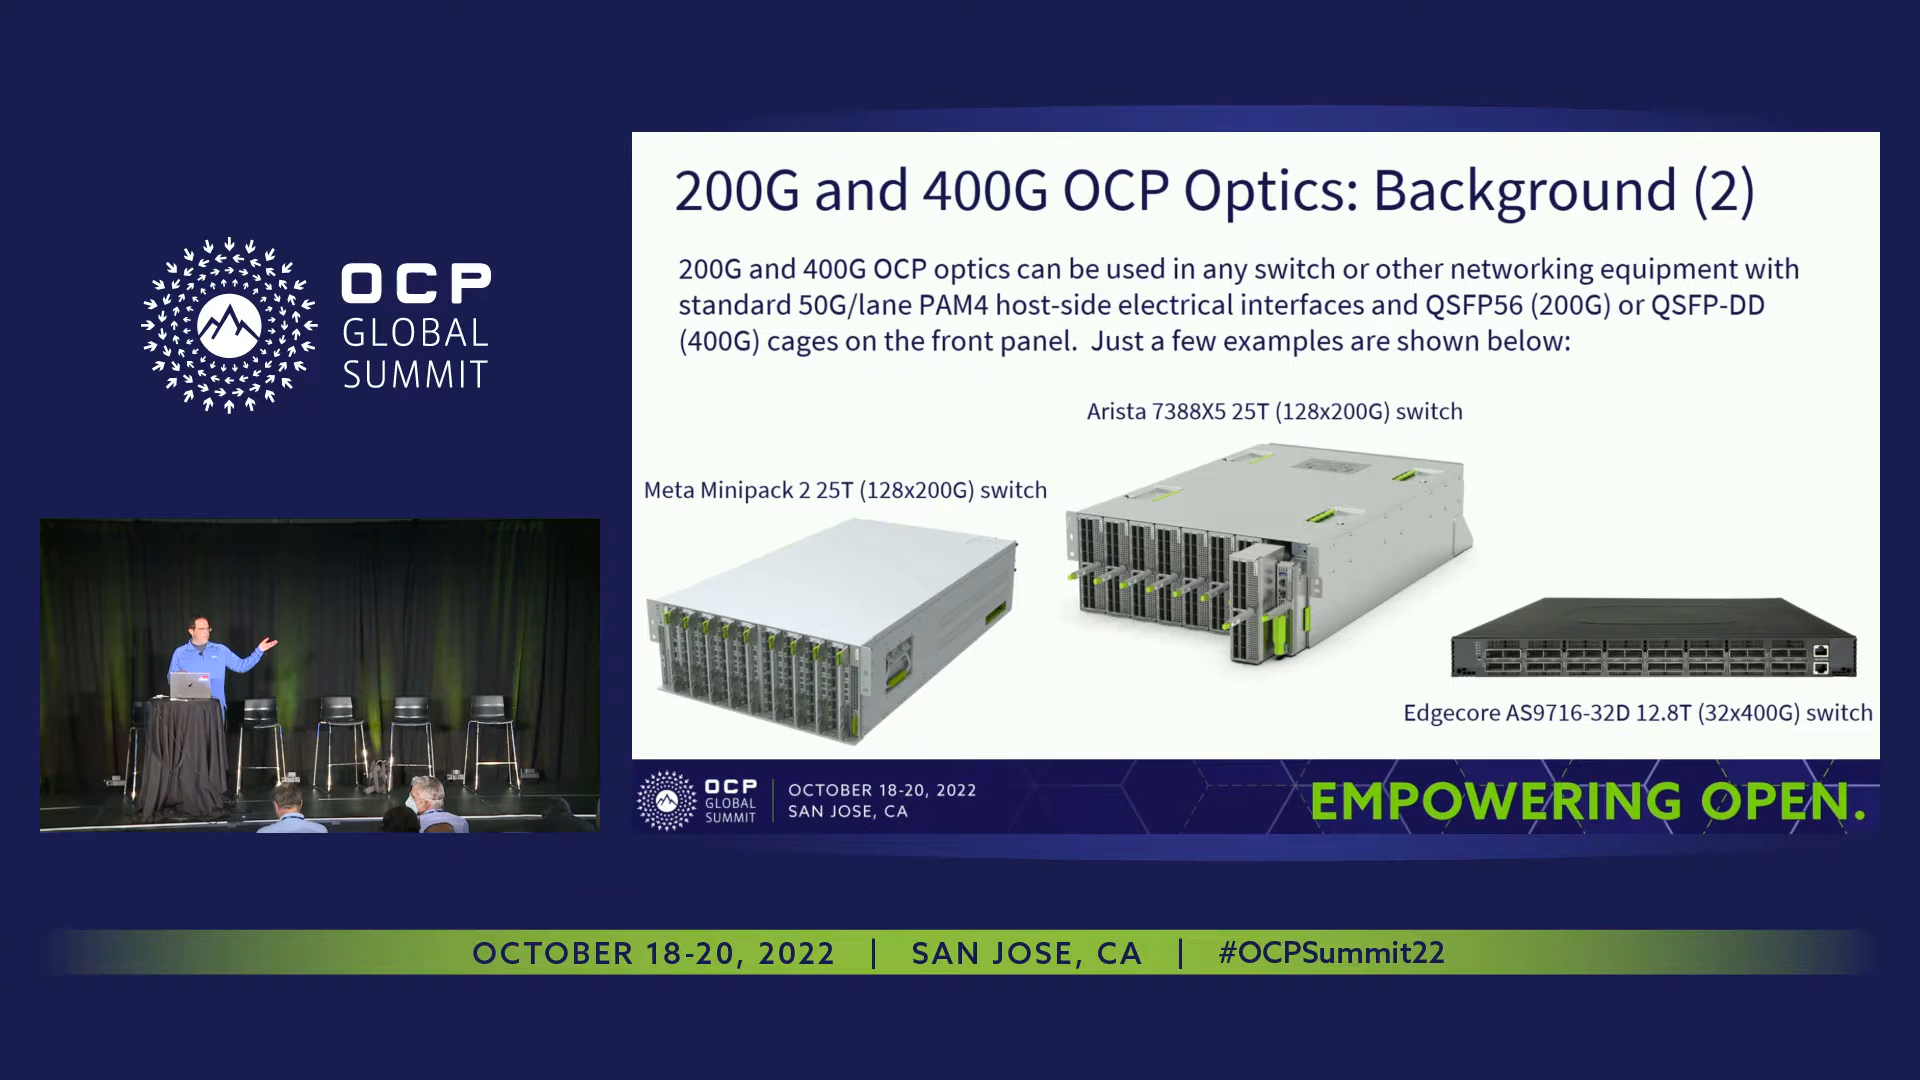 OCP
GLOBAL
SUMMIT
200G and 400G OCP Optics: Background (2)
200G and 400G OCP optics can be used in any switch or other networking equipment with
standard 50G/lane PAM4 host-side electrical interfaces and QSFP56 (200G) or QSFP-DD
(400G) cages on the front panel.  Just a few examples are shown below:
Arista 7388X5 25T (128x200G) switch
Meta Minipack 2 25T (128x200G) switch
Edgecore AS9716-32D 12.8T (32x400G) switch
OCP
GLOBAL
SUMMIT
OCTOBER 18-20, 2022
SAN JOSE, CA
EMPOWERING OPEN.
OCTOBER 18-20, 2022 | SAN JOSE, CA | #OCPSummit22